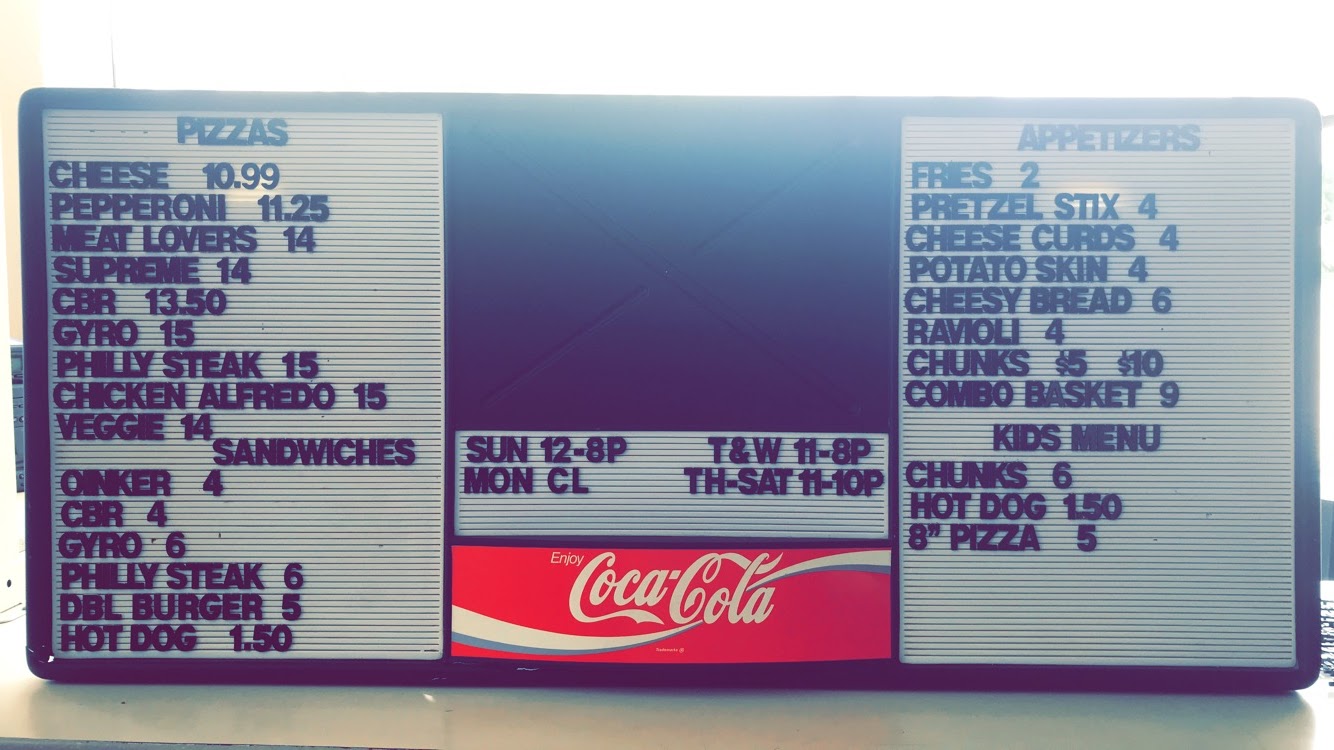 PIZZAS
CHEESE 10.99
PEPPERONI 11.25
MEAT LOVERS 14
SUPREME 14
CBR 13.50
GYRO 15
PHILLY STEAK 15
CHICKEN ALFREDO 15
VEGGIE 14
SANDWICHES
OINKER 4
CBR 4
GYRO 6
PHILLY STEAK 6
DBL BURGER 5
HOT DOG 1.50
SUN 12-8P T&W 11-8P
MON CL TH-SAT 11-10P
Enjoy
Coca-Cola
Trademark ®
APPETIZERS
FRIES 2
PRETZEL STIX 4
CHEESE CURDS 4
POTATO SKIN 4
CHEESY BREAD 6
RAVIOLI 4
CHUNKS $5 $10
COMBO BASKET 9
KIDS MENU
CHUNKS 6
HOT DOG 1.50
8" PIZZA 5